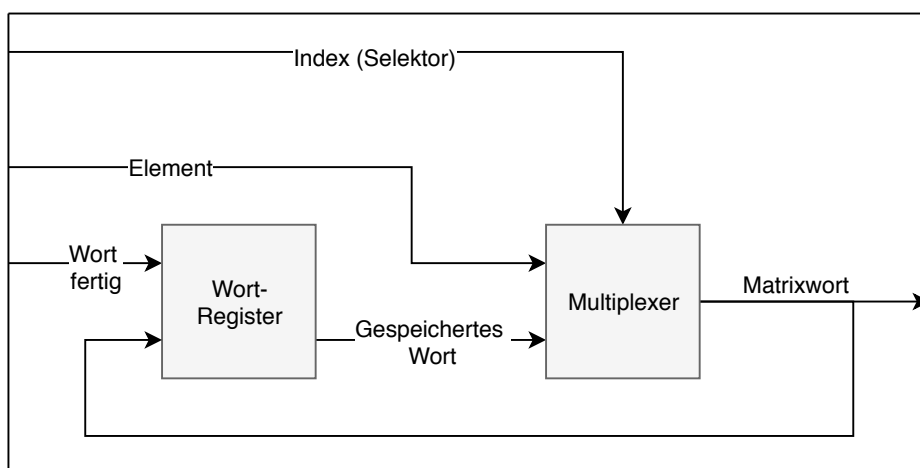 Index (Selektor)
Element
Wort
fertig
Wort-
Register
Gespeichertes
Wort
Multiplexer
Matrixwort